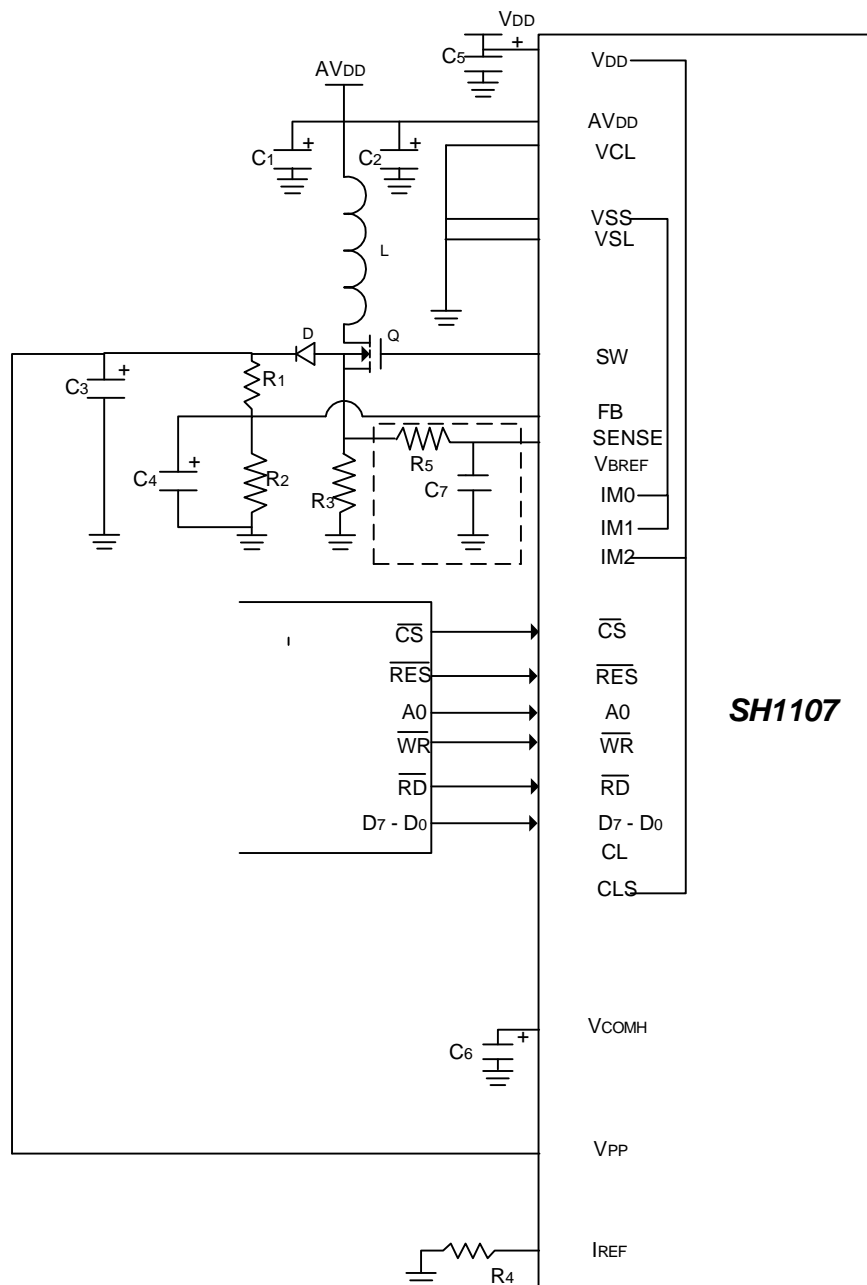 VDD
C5 + VDD
AVDD
AVDD
C1 + C2 + VCL
VSS
L VSL
D Q
SW
C3 + R1
FB
SENSE
C4 + R2 R3 R5 C7 VBREF
IM0
IM1
IM2
CS CS
RES RES
A0 A0
SH1107
WR WR
RD RD
D7 - D0 D7 - D0
CL
CLS
VCOMH
C6 +
VPP
IREF
R4